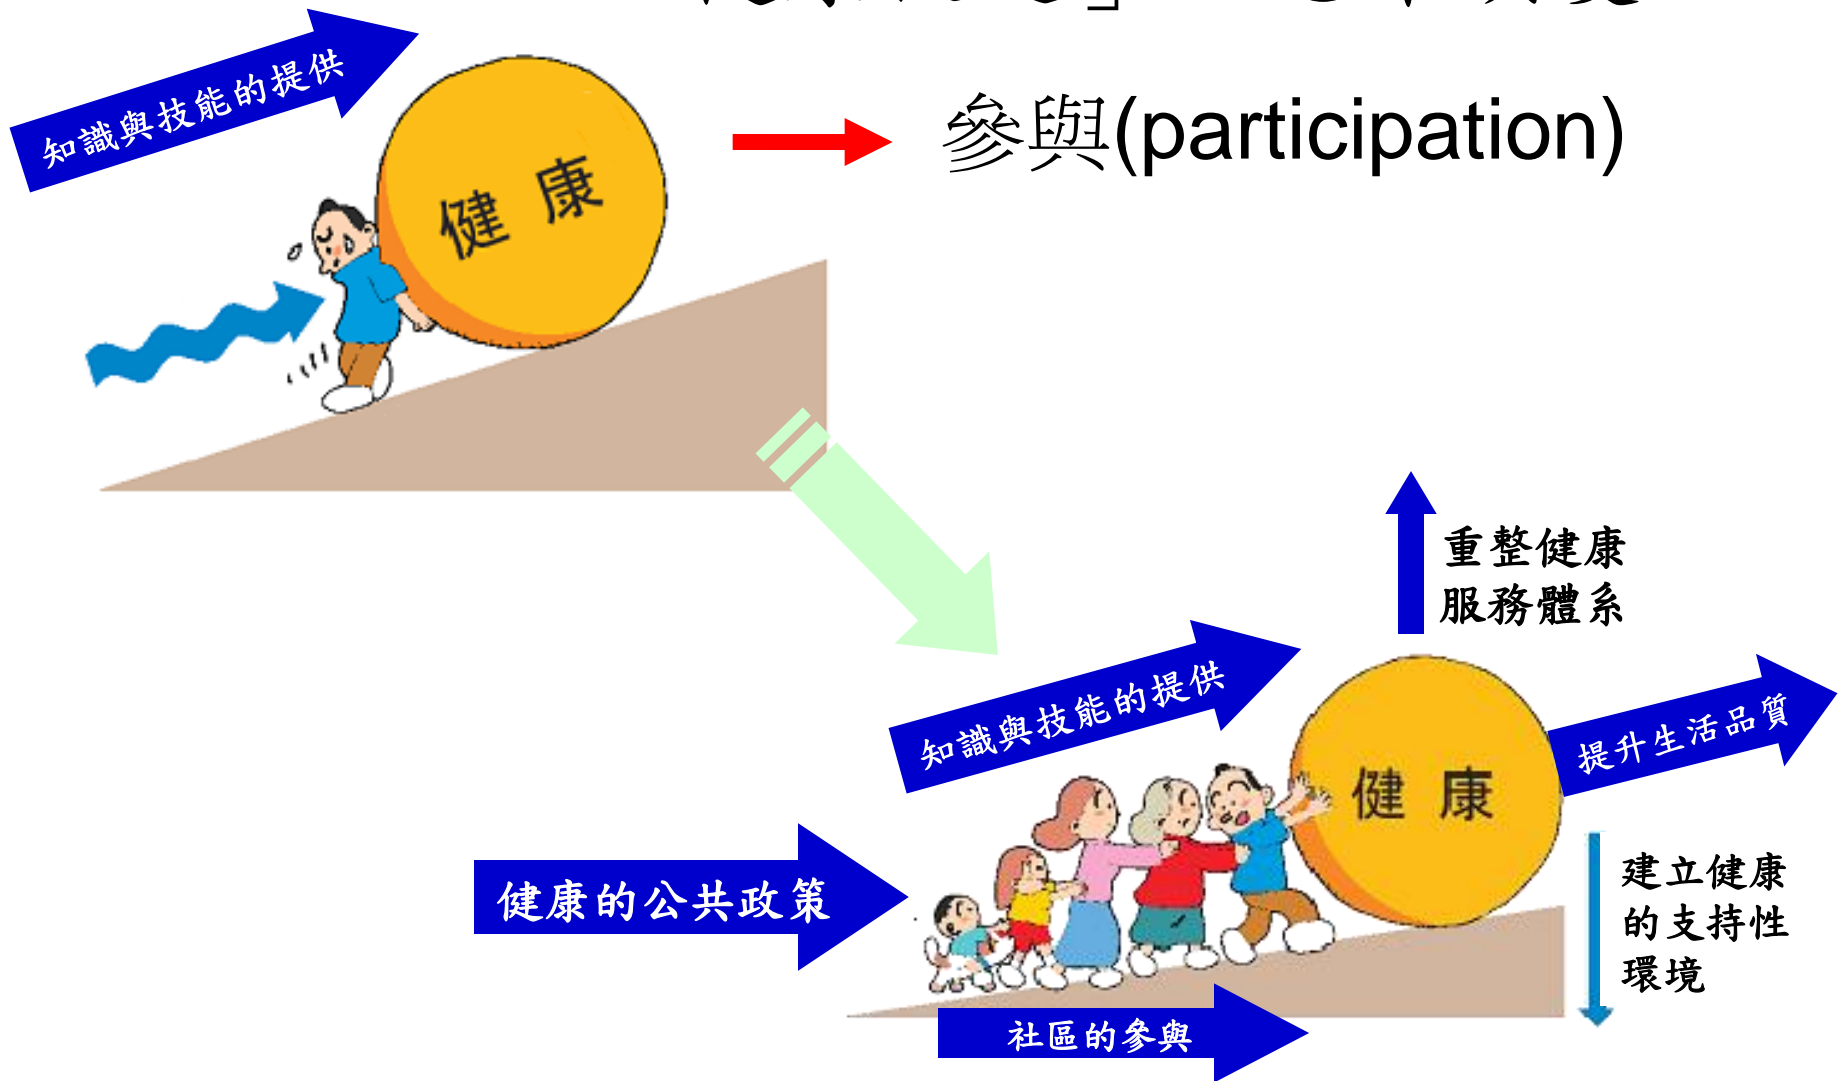 知識與技能的提供
健康
參與(participation)
重整健康
服務體系
知識與技能的提供
健康
提升生活品質
健康的公共政策
建立健康
的支持性
環境
社區的參與